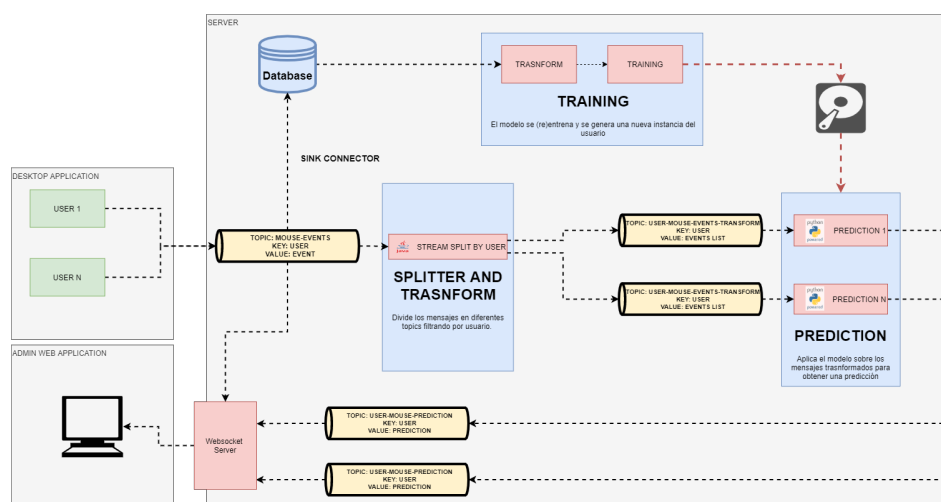 SERVER
Database
TRASNFORM
TRAINING
TRAINING
El modelo se (re)entrena y se genera una nueva instancia del
usuario
SINK CONNECTOR
DESKTOP APPLICATION
USER 1
USER N
TOPIC: MOUSE-EVENTS
KEY: USER
VALUE: EVENT
Java
STREAM SPLIT BY USER
SPLITTER AND
TRASNFORM
Divide los mensajes en diferentes
topics filtrando por usuario.
TOPIC: USER-MOUSE-EVENTS-TRANSFORM
KEY: USER
VALUE: EVENTS LIST
TOPIC: USER-MOUSE-EVENTS-TRANSFORM
KEY: USER
VALUE: EVENTS LIST
python
powered
PREDICTION 1
python
powered
PREDICTION N
PREDICTION
Aplica el modelo sobre los
mensajes trasnformados para
obtener una predicción
ADMIN WEB APPLICATION
Websocket
Server
TOPIC: USER-MOUSE-PREDICTION
KEY: USER
VALUE: PREDICTION
TOPIC: USER-MOUSE-PREDICTION
KEY: USER
VALUE: PREDICTION